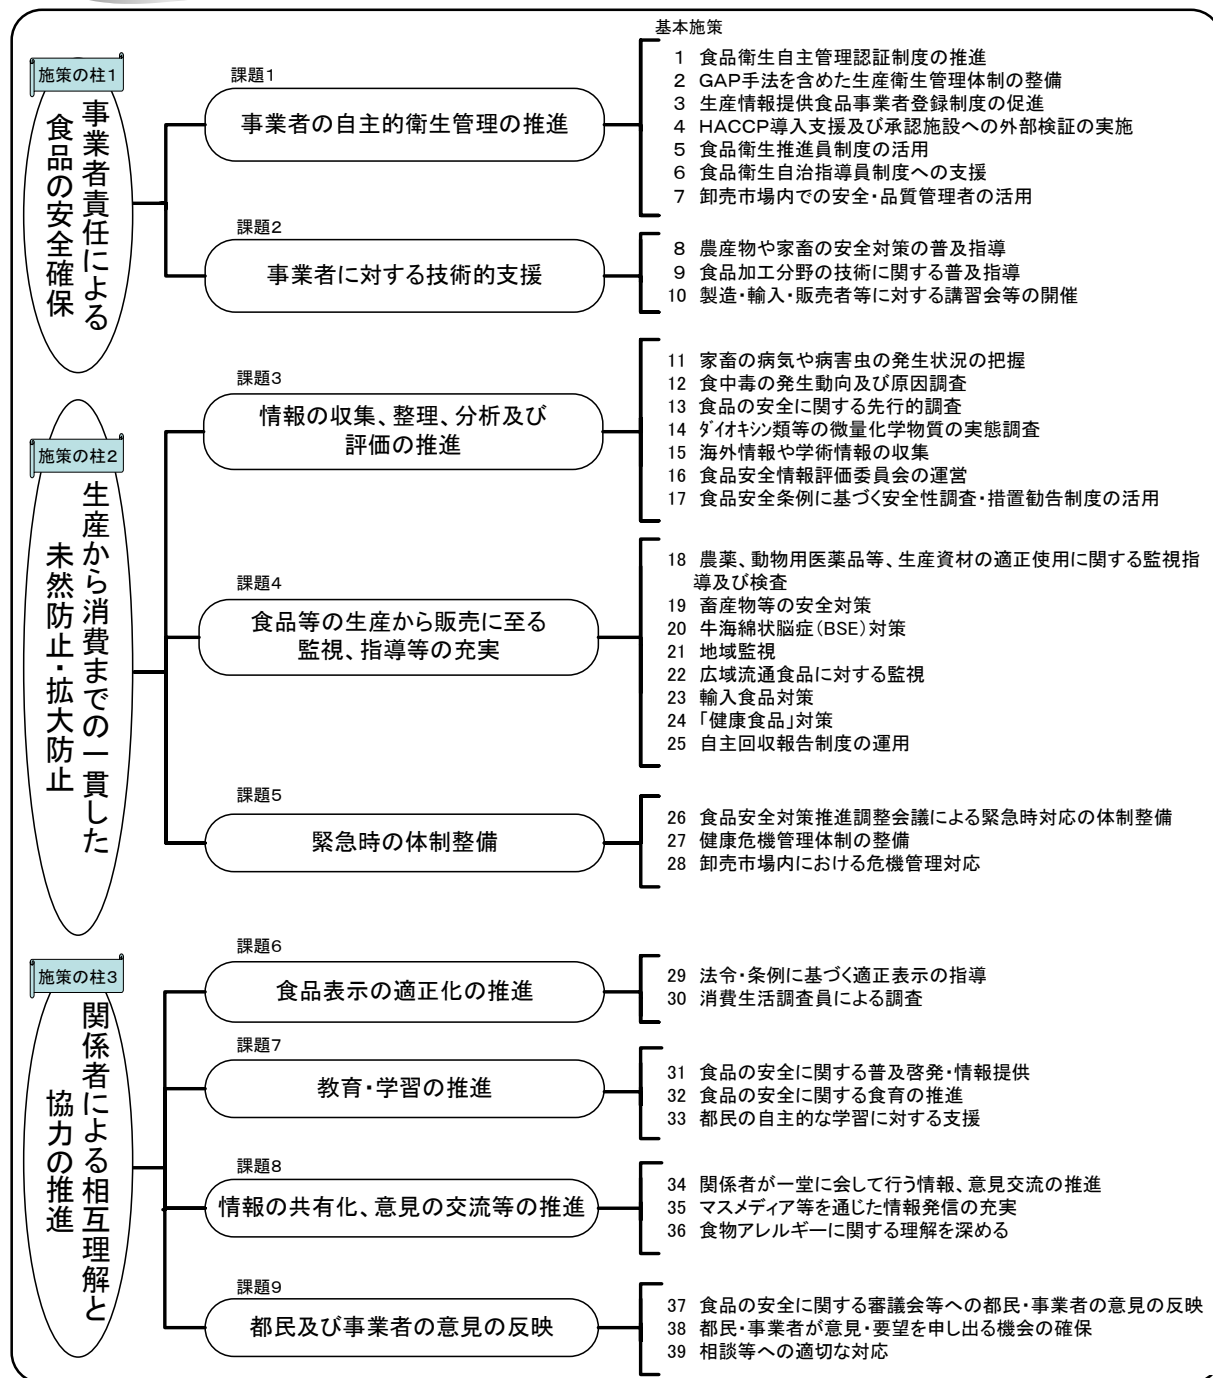 基本施策
施策の柱1
事業者責任による
食品の安全確保
課題1
事業者の自主的衛生管理の推進
1 食品衛生自主管理認証制度の推進
2 GAP手法を含めた生産衛生管理体制の整備
3 生産情報提供食品事業者登録制度の促進
4 HACCP導入支援及び承認施設への外部検証の実施
5 食品衛生推進員制度の活用
6 食品衛生自治指導員制度への支援
7 卸売市場内での安全・品質管理者の活用
課題2
事業者に対する技術的支援
8 農産物や家畜の安全対策の普及指導
9 食品加工分野の技術に関する普及指導
10 製造・輸入・販売者等に対する講習会等の開催
施策の柱2
生産から消費までの一貫した
未然防止・拡大防止
課題3
情報の収集、整理、分析及び
評価の推進
11 家畜の病気や病害虫の発生状況の把握
12 食中毒の発生動向及び原因調査
13 食品の安全に関する先行的調査
14 ダイオキシン類等の微量化学物質の実態調査
15 海外情報や学術情報の収集
16 食品安全情報評価委員会の運営
17 食品安全条例に基づく安全性調査・措置勧告制度の活用
課題4
食品等の生産から販売に至る
監視、指導等の充実
18 農薬、動物用医薬品等、生産資材の適正使用に関する監視指
導及び検査
19 畜産物等の安全対策
20 牛海綿状脳症(BSE)対策
21 地域監視
22 広域流通食品に対する監視
23 輸入食品対策
24 「健康食品」対策
25 自主回収報告制度の運用
課題5
緊急時の体制整備
26 食品安全対策推進調整会議による緊急時対応の体制整備
27 健康危機管理体制の整備
28 卸売市場内における危機管理対応
施策の柱3
関係者による相互理解と
協力の推進
課題6
食品表示の適正化の推進
29 法令・条例に基づく適正表示の指導
30 消費生活調査員による調査
課題7
教育・学習の推進
31 食品の安全に関する普及啓発・情報提供
32 食品の安全に関する食育の推進
33 都民の自主的な学習に対する支援
課題8
情報の共有化、意見の交流等の推進
34 関係者が一堂に会して行う情報、意見交流の推進
35 マスメディア等を通じた情報発信の充実
36 食物アレルギーに関する理解を深める
課題9
都民及び事業者の意見の反映
37 食品の安全に関する審議会等への都民・事業者の意見の反映
38 都民・事業者が意見・要望を申し出る機会の確保
39 相談等への適切な対応